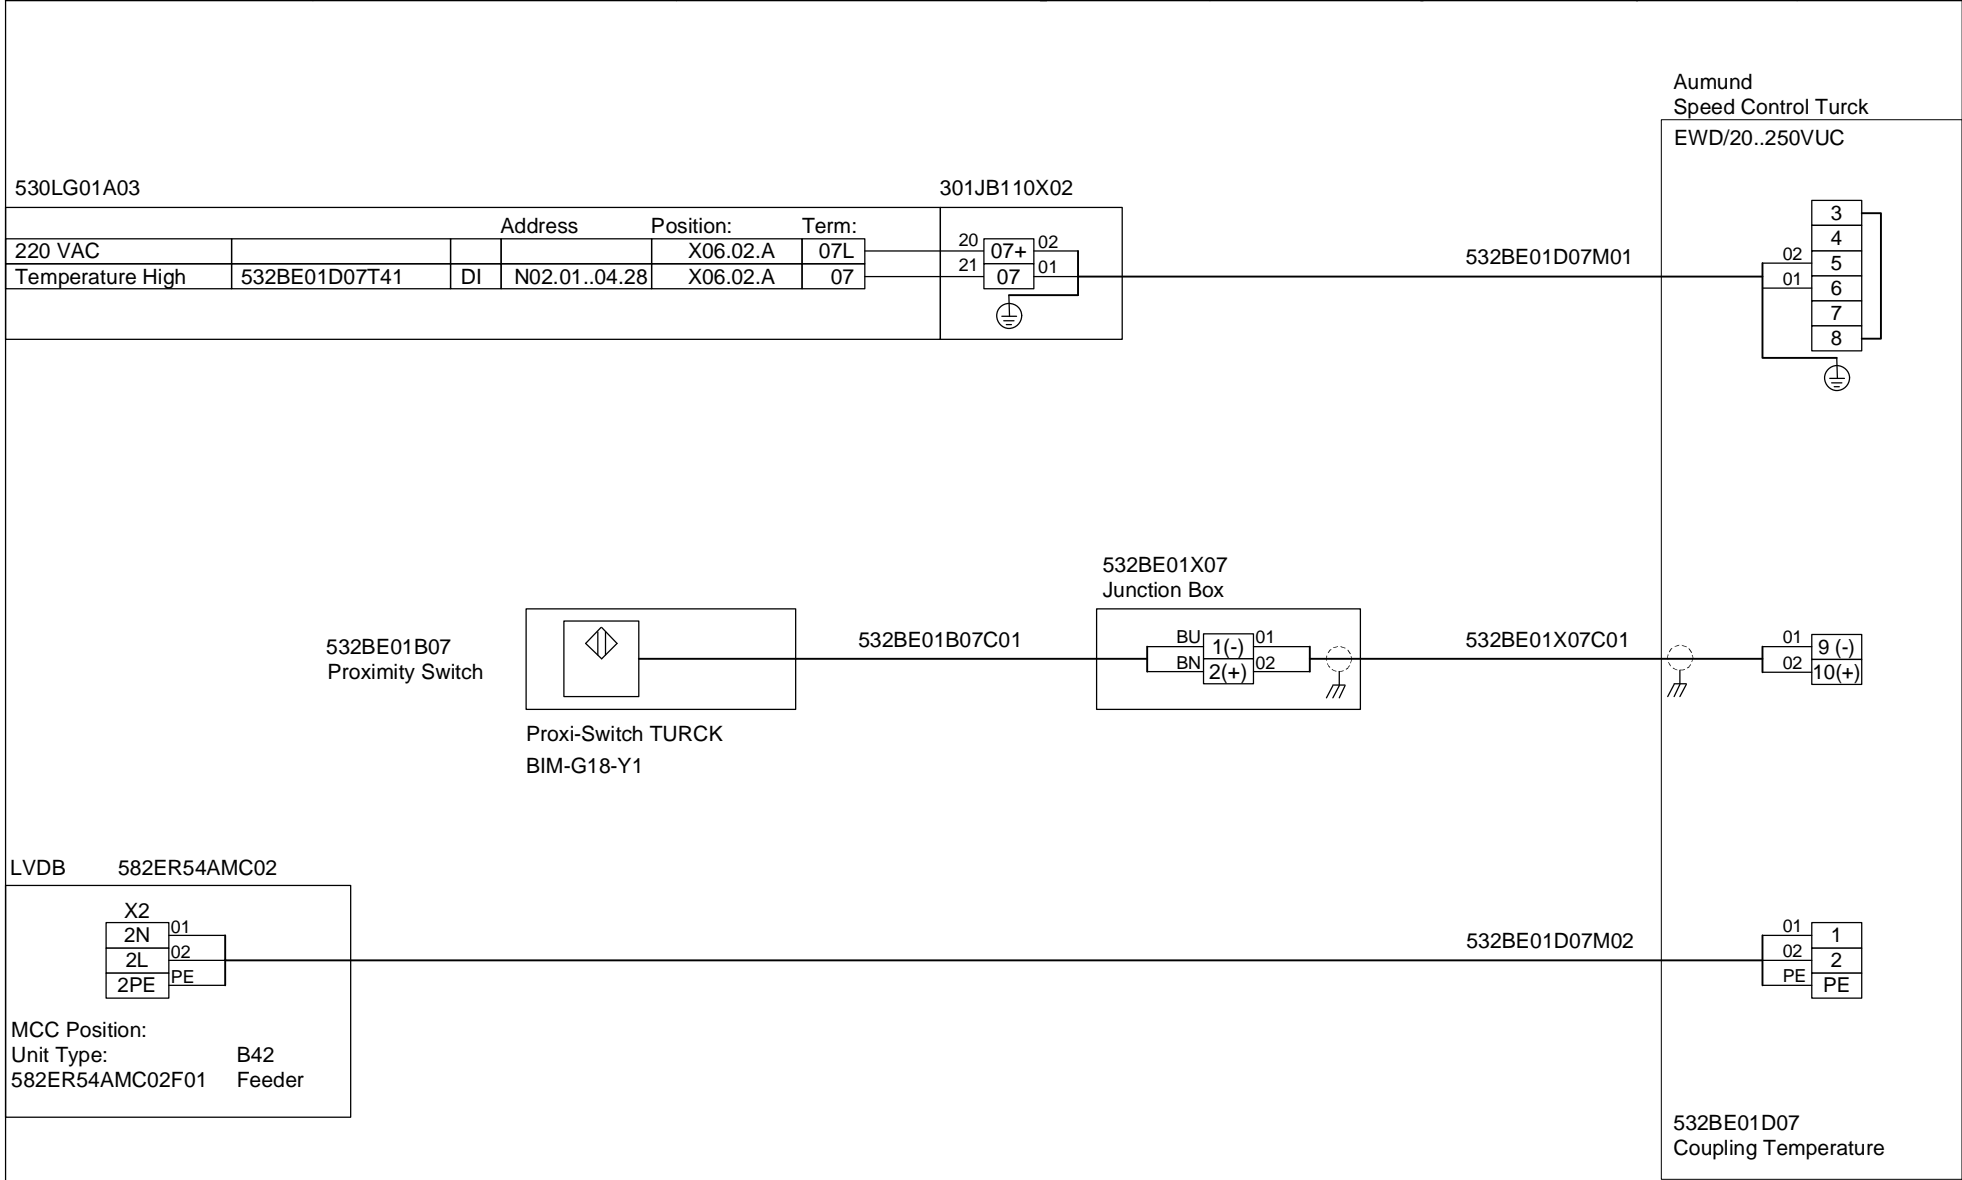 Aumund
Speed Control Turck
EWD/20..250VUC
530LG01A03
301JB110X02
Address Position: Term:
220 VAC X06.02.A 07L
Temperature High 532BE01D07T41 DI N02.01..04.28 X06.02.A 07
20 07+ 02
21 07 01
532BE01D07M01
3
4
02 5
01 6
7
8
532BE01X07
Junction Box
532BE01B07
Proximity Switch
532BE01B07C01
BU 1(-) 01
BN 2(+) 02
532BE01X07C01
01 9 (-)
02 10(+)
Proxi-Switch TURCK
BIM-G18-Y1
LVDB 582ER54AMC02
X2
2N 01
2L 02
2PE PE
532BE01D07M02
01 1
02 2
PE PE
MCC Position:
Unit Type: B42
582ER54AMC02F01 Feeder
532BE01D07
Coupling Temperature